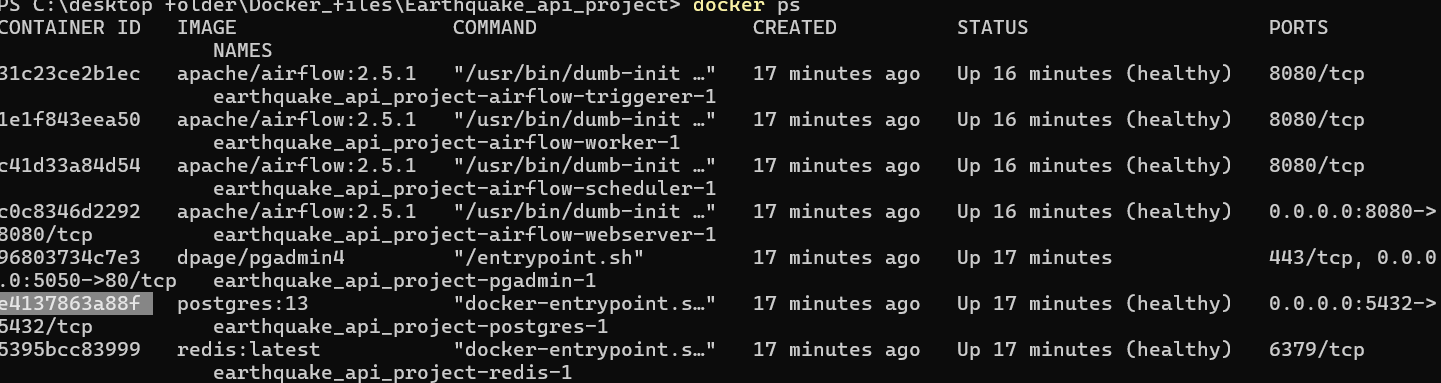 PS C:\desktop folder\Docker_files\Earthquake_api_project> docker ps
CONTAINER ID   IMAGE                  COMMAND                  CREATED          STATUS                    PORTS
                  NAMES
31c23ce2b1ec   apache/airflow:2.5.1   "/usr/bin/dumb-init …"   17 minutes ago   Up 16 minutes (healthy)   8080/tcp
                  earthquake_api_project-airflow-triggerer-1
1e1f843eea50   apache/airflow:2.5.1   "/usr/bin/dumb-init …"   17 minutes ago   Up 16 minutes (healthy)   8080/tcp
                  earthquake_api_project-airflow-worker-1
c41d33a84d54   apache/airflow:2.5.1   "/usr/bin/dumb-init …"   17 minutes ago   Up 16 minutes (healthy)   8080/tcp
                  earthquake_api_project-airflow-scheduler-1
c0c8346d2292   apache/airflow:2.5.1   "/usr/bin/dumb-init …"   17 minutes ago   Up 16 minutes (healthy)   0.0.0.0:8080->
8080/tcp          earthquake_api_project-airflow-webserver-1
96803734c7e3   dpage/pgadmin4         "/entrypoint.sh"         17 minutes ago   Up 17 minutes             443/tcp, 0.0.0
.0:5050->80/tcp   earthquake_api_project-pgadmin-1
e4137863a88f   postgres:13            "docker-entrypoint.s…"   17 minutes ago   Up 17 minutes (healthy)   0.0.0.0:5432->
5432/tcp          earthquake_api_project-postgres-1
5395bcc83999   redis:latest           "docker-entrypoint.s…"   17 minutes ago   Up 17 minutes (healthy)   6379/tcp
                  earthquake_api_project-redis-1